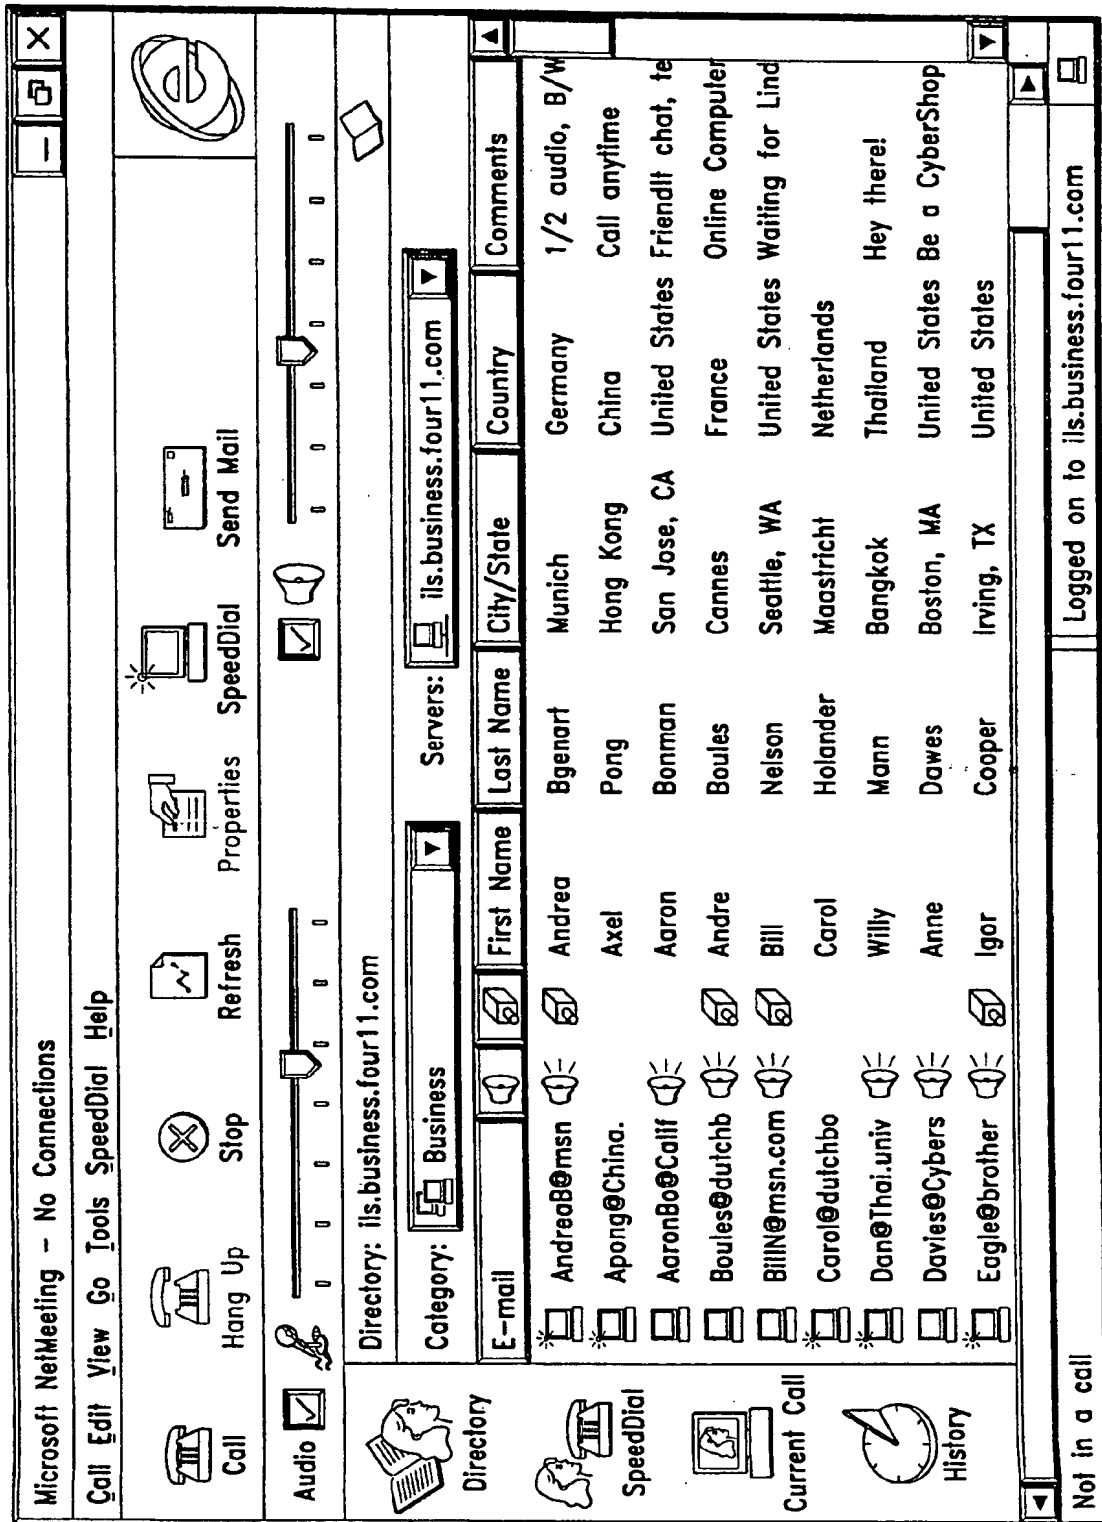 Microsoft NetMeeting – No Connections
Call Edit View Go Tools SpeedDial Help
Call Hang Up Stop Refresh Properties SpeedDial Send Mail
Audio
Directory: ils.business.four11.com
Category: Business Servers: ils.business.four11.com
E-mail First Name Last Name City/State Country Comments
AndreaB@msn Andrea Bgenart Munich Germany 1/2 audio, B/W
Apong@China. Axel Pong Hong Kong China Call anytime
AaronBo@Calif Aaron Bonman San Jose, CA United States Friendlt chat, te
Boules@dutchb Andre Boules Cannes France Online Computer
BillN@msn.com Bill Nelson Seattle, WA United States Waiting for Lind
Carol@dutchbo Carol Holander Maastricht Netherlands
Dan@Thai.univ Willy Mann Bangkok Thailand Hey there!
Davies@Cybers Anne Dawes Boston, MA United States Be a CyberShop
Eagle@brother Igor Cooper Irving, TX United States
Directory
SpeedDial
Current Call
History
Not in a call Logged on to ils.business.four11.com